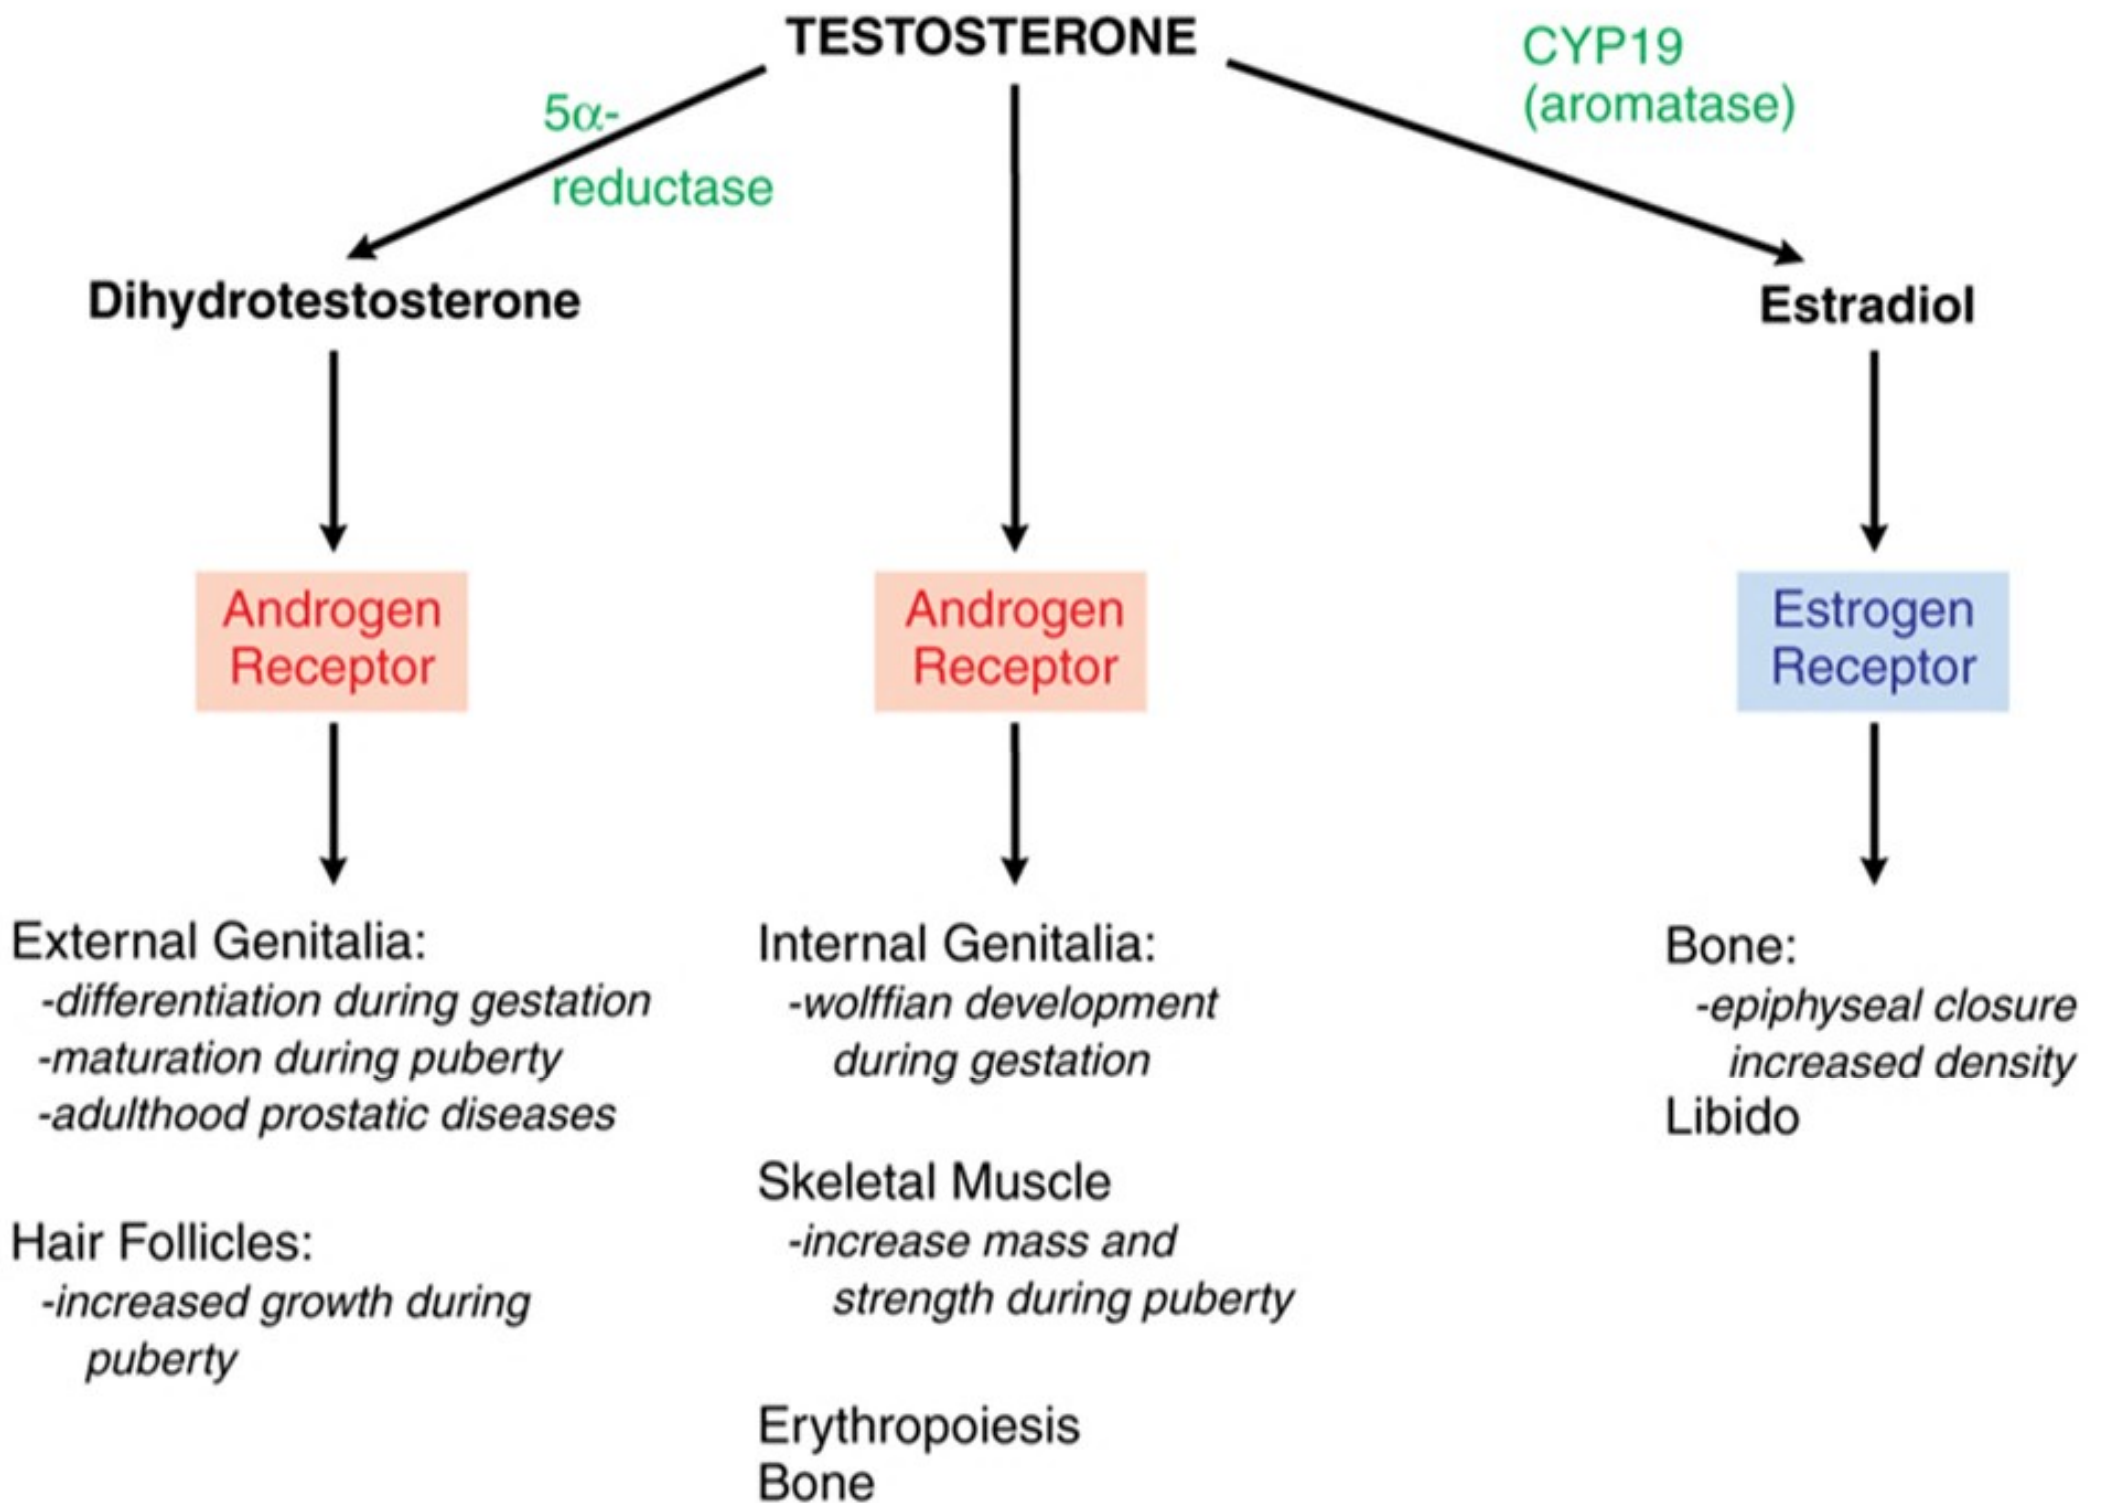 TESTOSTERONE
5α-
reductase
CYP19
(aromatase)
Dihydrotestosterone
Estradiol
Androgen
Receptor
Androgen
Receptor
Estrogen
Receptor
External Genitalia:
-differentiation during gestation
-maturation during puberty
-adulthood prostatic diseases
Hair Follicles:
-increased growth during
puberty
Internal Genitalia:
-wolffian development
during gestation
Skeletal Muscle
-increase mass and
strength during puberty
Erythropoiesis
Bone
Bone:
-epiphyseal closure
increased density
Libido